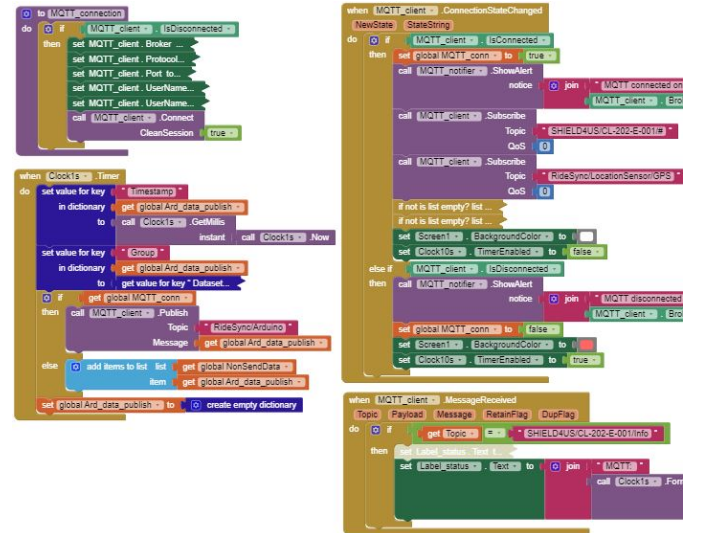 to MQTT_connection
do if MQTT_client . IsDisconnected
then set MQTT_client . Broker ...
set MQTT_client . Protocol...
set MQTT_client . Port to...
set MQTT_client . UserName...
set MQTT_client . UserName...
call MQTT_client .Connect
CleanSession true
when Clock1s .Timer
do set value for key " Timestamp "
in dictionary get global Ard_data_publish
to call Clock1s .GetMillis
instant call Clock1s .Now
set value for key " Group "
in dictionary get global Ard_data_publish
to get value for key " Dataset...
if get global MQTT_conn
then call MQTT_client .Publish
Topic " RideSync/Arduino "
Message get global Ard_data_publish
else add items to list list get global NonSendData
item get global Ard_data_publish
set global Ard_data_publish to create empty dictionary
when MQTT_client .ConnectionStateChanged
NewState StateString
do if MQTT_client . IsConnected
then set global MQTT_conn to true
call MQTT_notifier .ShowAlert
notice join " MQTT connected on
MQTT_client . Bro
call MQTT_client .Subscribe
Topic " SHIELD4US/CL-202-E-001/# "
QoS 0
call MQTT_client .Subscribe
Topic " RideSync/LocationSensor/GPS "
QoS 0
if not is list empty? list ...
if not is list empty? list ...
set Screen1 . BackgroundColor to
set Clock10s . TimerEnabled to false
else if MQTT_client . IsDisconnected
then call MQTT_notifier .ShowAlert
notice join " MQTT disconnected
MQTT_client . Bro
set global MQTT_conn to false
set Screen1 . BackgroundColor to
set Clock10s . TimerEnabled to true
when MQTT_client .MessageReceived
Topic Payload Message RetainFlag DupFlag
do if get Topic = " SHIELD4US/CL-202-E-001/Info "
then set Label_status . Text t...
set Label_status . Text to join " MQTT: "
call Clock1s .Forr